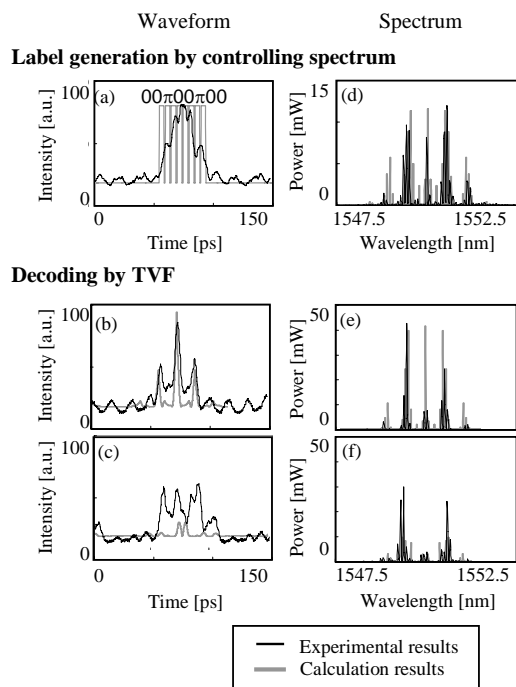 Waveform Spectrum
Label generation by controlling spectrum
100 (a) 00π00π00
Intensity [a.u.]
0
0 150
Time [ps]
15 (d)
Power [mW]
0
1547.5 1552.5
Wavelength [nm]
Decoding by TVF
100 (b)
Intensity [a.u.]
0
50 (e)
Power [mW]
0
100 (c)
Intensity [a.u.]
0
0 150
Time [ps]
50 (f)
Power [mW]
0
1547.5 1552.5
Wavelength [nm]
Experimental results
Calculation results